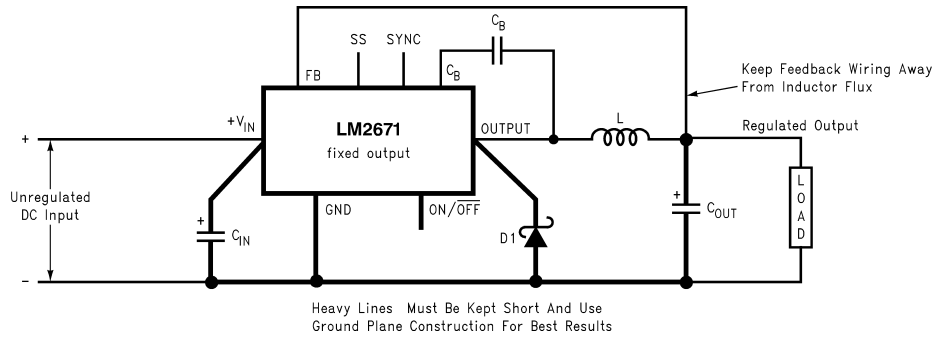 C_B
SS SYNC
FB
C_B
Keep Feedback Wiring Away
From Inductor Flux
+V_IN
LM2671
fixed output
OUTPUT
L
Regulated Output
+
Unregulated
DC Input
−
+
C_IN
GND
ON/O̅F̅F̅
D1
+
C_OUT
LOAD
Heavy Lines Must Be Kept Short And Use
Ground Plane Construction For Best Results